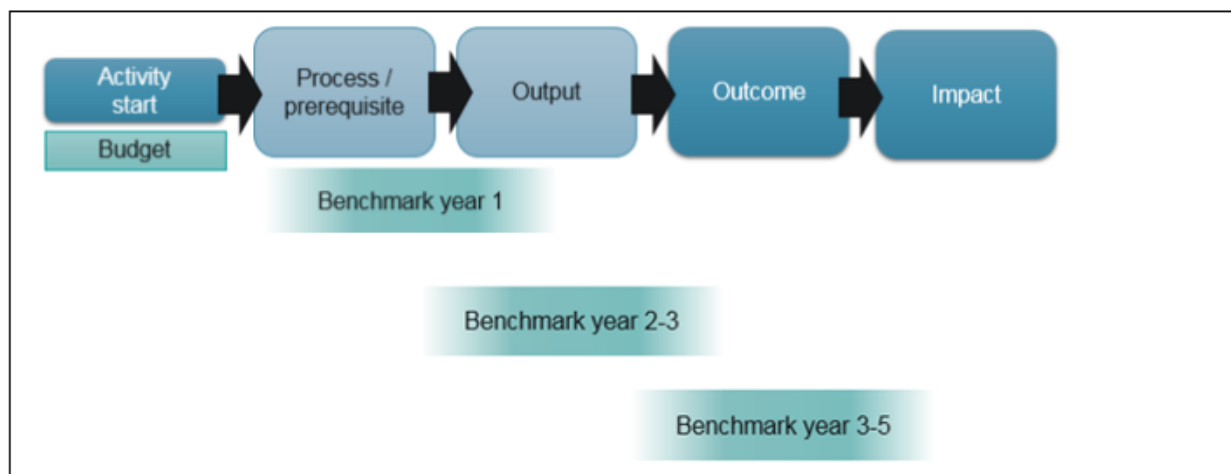 Activity
start
Budget
Process /
prerequisite
Output
Outcome
Impact
Benchmark year 1
Benchmark year 2-3
Benchmark year 3-5